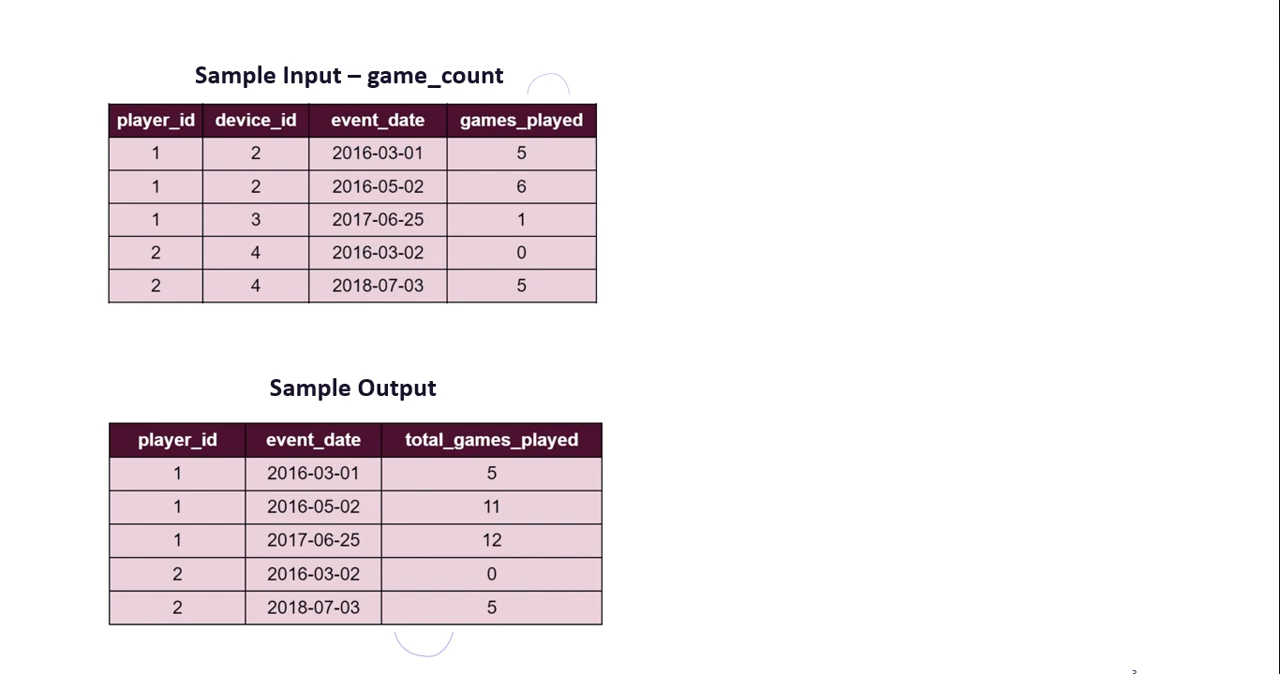 Sample Input – game_count
player_id device_id event_date games_played
1 2 2016-03-01 5
1 2 2016-05-02 6
1 3 2017-06-25 1
2 4 2016-03-02 0
2 4 2018-07-03 5
Sample Output
player_id event_date total_games_played
1 2016-03-01 5
1 2016-05-02 11
1 2017-06-25 12
2 2016-03-02 0
2 2018-07-03 5